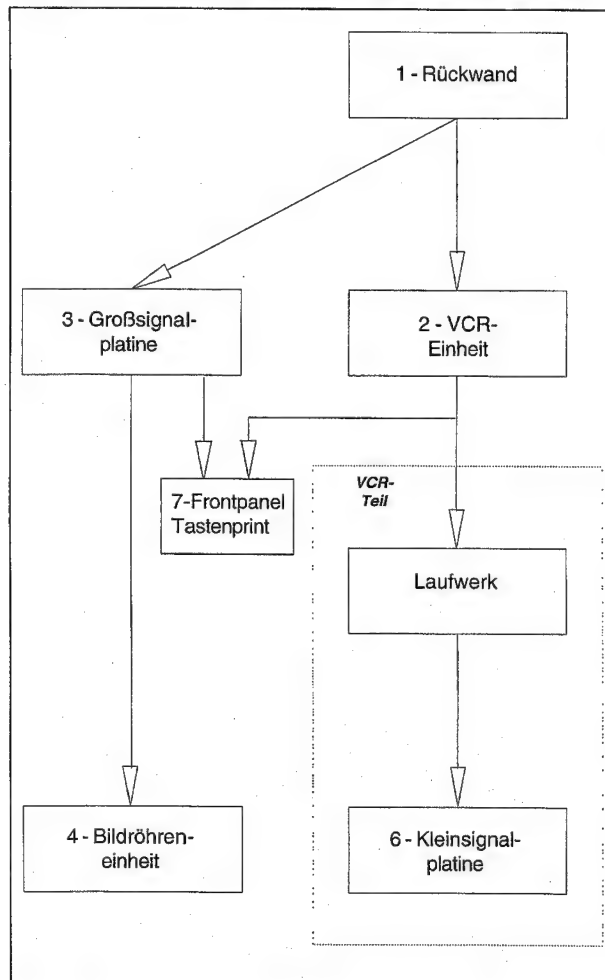 1 - Rückwand
3 - Großsignal-
platine
2 - VCR-
Einheit
7-Frontpanel
Tastenprint
VCR-
Teil
Laufwerk
4 - Bildröhren-
einheit
6 - Kleinsignal-
platine